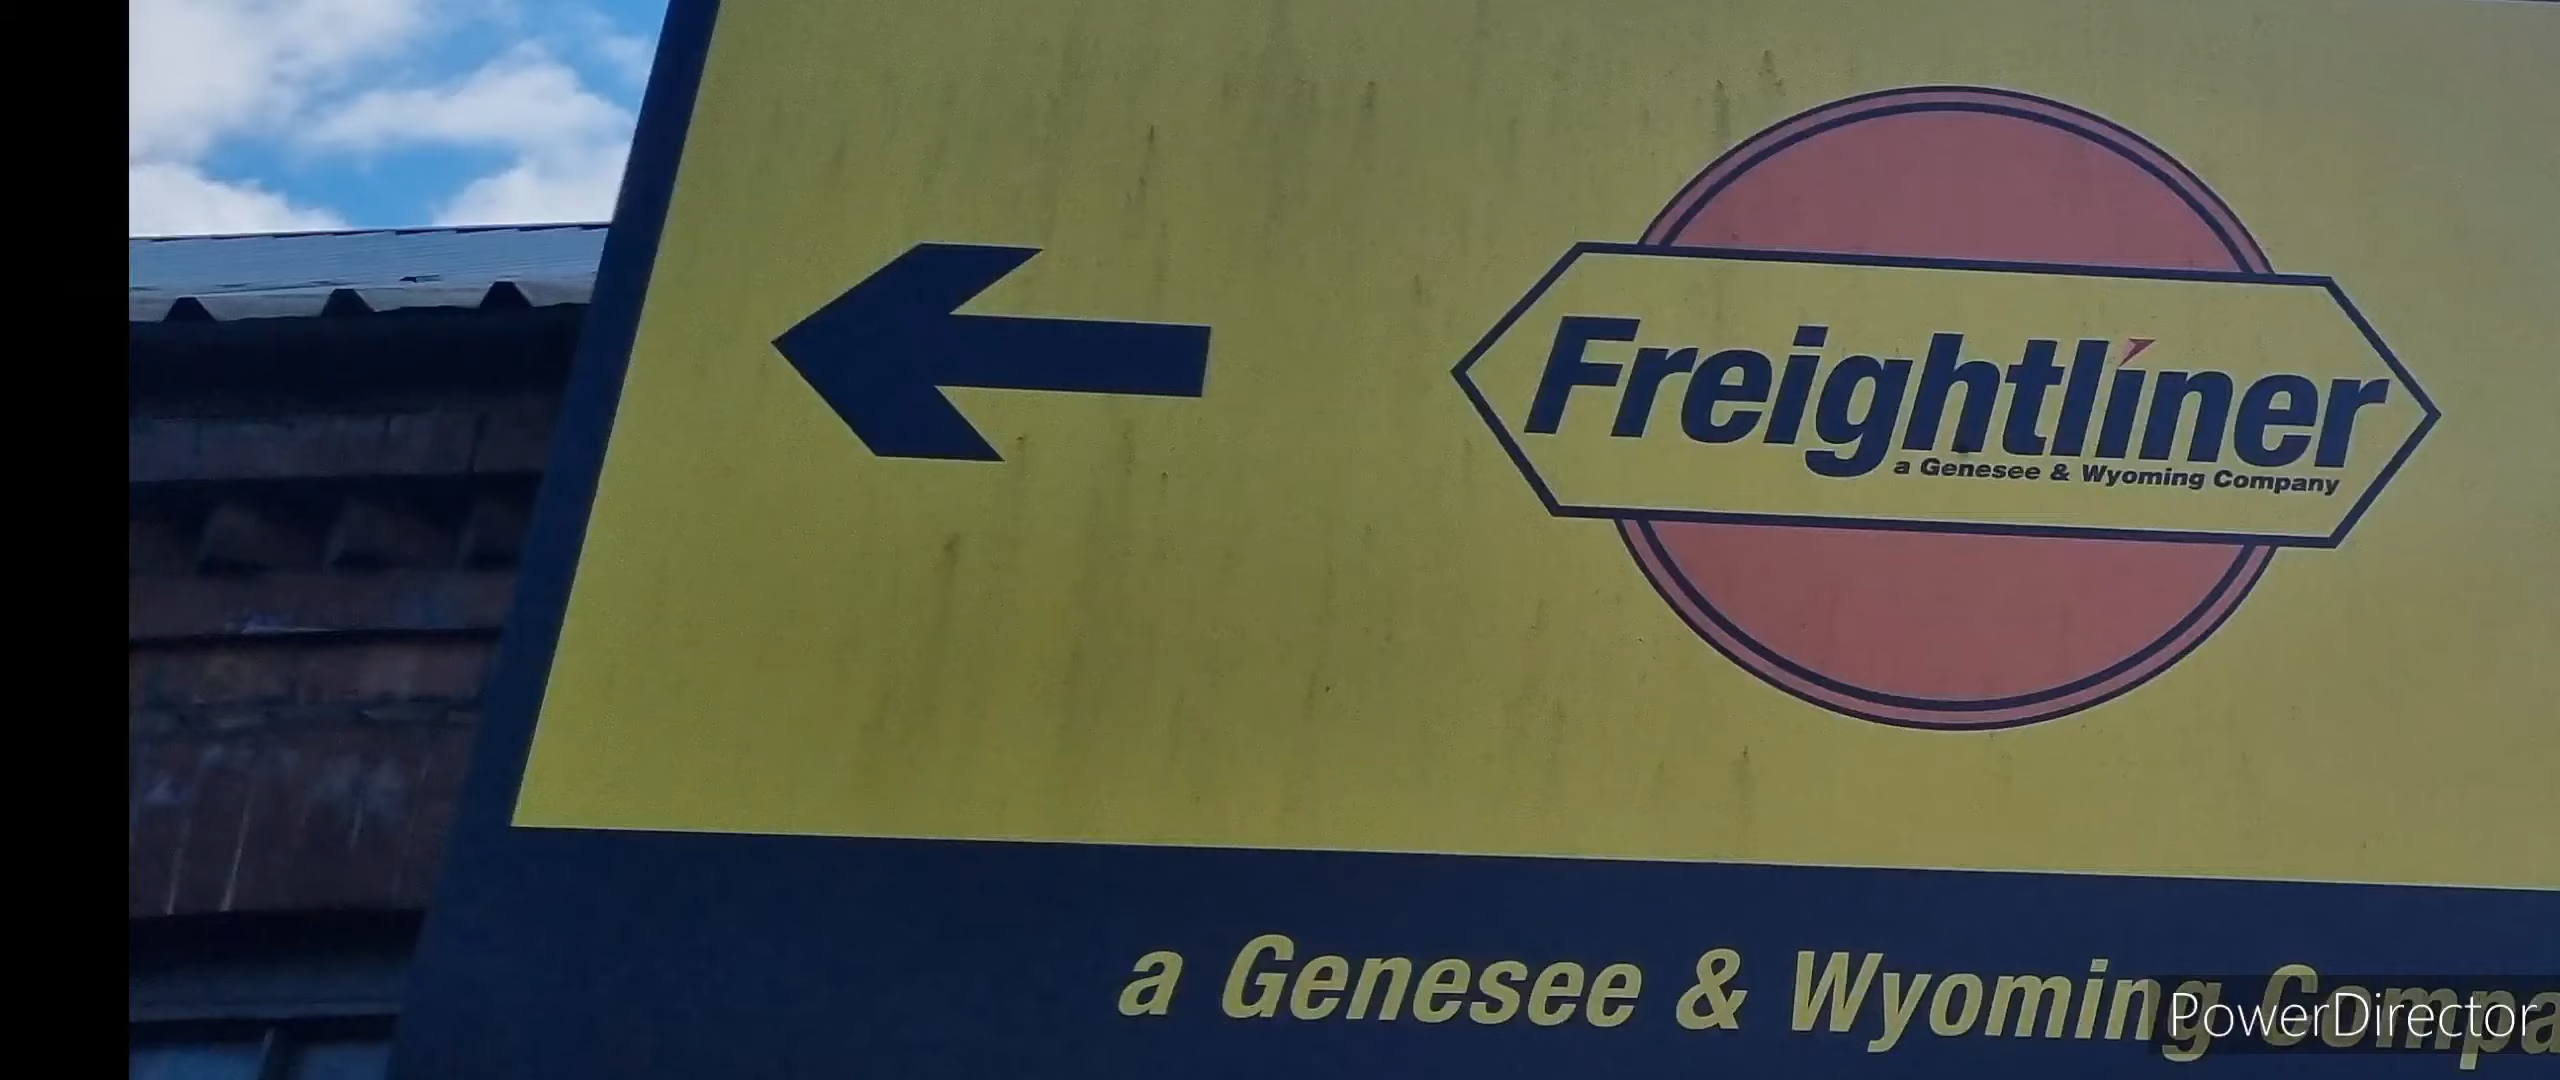 Freightliner
a Genesee & Wyoming Company
a Genesee & Wyoming Compa
PowerDirector